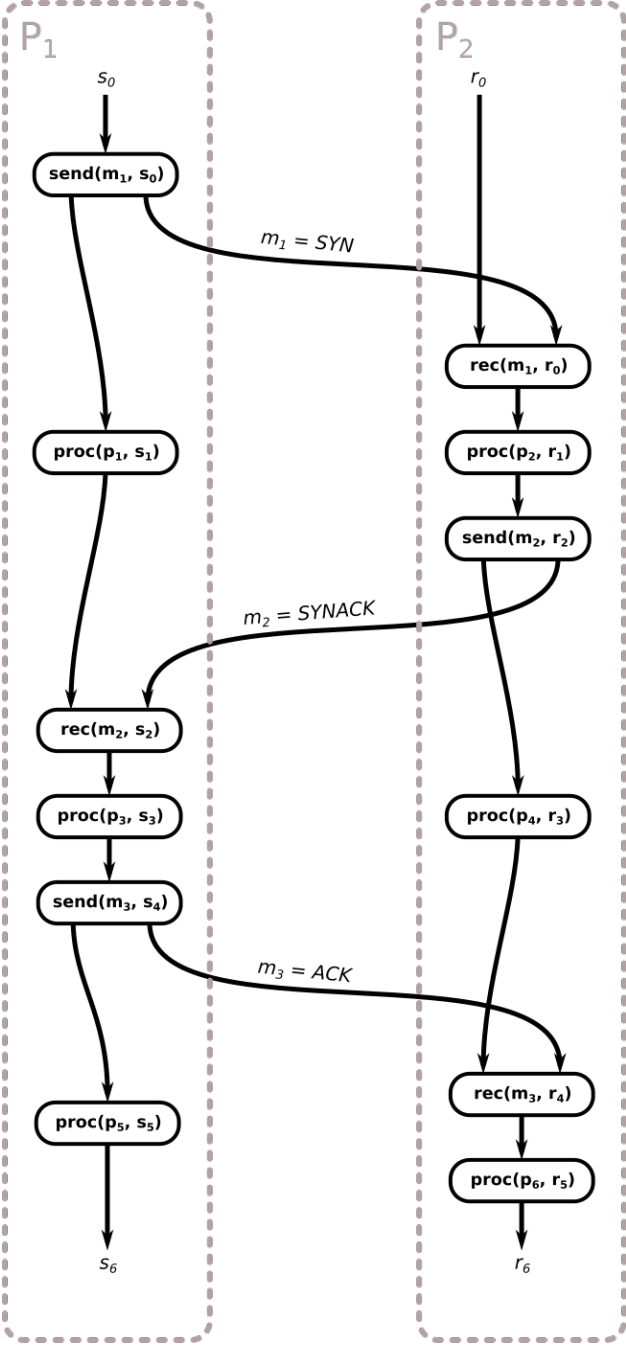 P₁
P₂
s₀
r₀
send(m₁, s₀)
m₁ = SYN
rec(m₁, r₀)
proc(p₁, s₁)
proc(p₂, r₁)
send(m₂, r₂)
m₂ = SYNACK
rec(m₂, s₂)
proc(p₃, s₃)
proc(p₄, r₃)
send(m₃, s₄)
m₃ = ACK
rec(m₃, r₄)
proc(p₅, s₅)
proc(p₆, r₅)
s₆
r₆